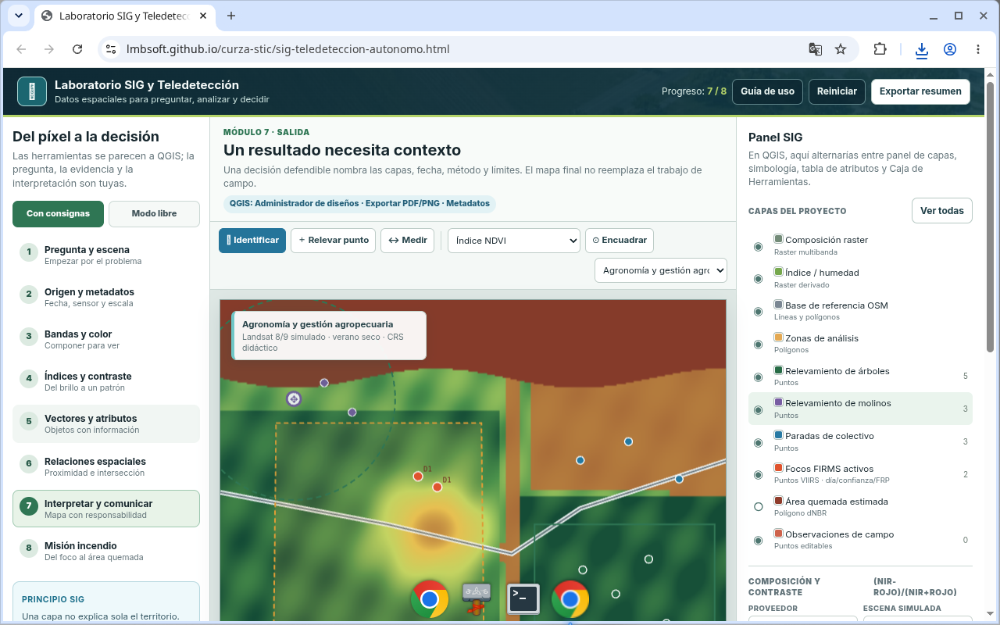 Laboratorio SIG y Teledetecc
lmbsoft.github.io/curza-stic/sig-teledeteccion-autonomo.html
Laboratorio SIG y Teledetección
Datos espaciales para preguntar, analizar y decidir
Progreso: 7 / 8
Guía de uso
Reiniciar
Exportar resumen
Del píxel a la decisión
Las herramientas se parecen a QGIS; la
pregunta, la evidencia y la
interpretación son tuyas.
Con consignas
Modo libre
1
Pregunta y escena
Empezar por el problema
2
Origen y metadatos
Fecha, sensor y escala
3
Bandas y color
Componer para ver
4
Índices y contraste
Del brillo a un patrón
5
Vectores y atributos
Objetos con información
6
Relaciones espaciales
Proximidad e intersección
7
Interpretar y comunicar
Mapa con responsabilidad
8
Misión incendio
Del foco al área quemada
PRINCIPIO SIG
Una capa no explica sola el territorio.
MÓDULO 7 · SALIDA
Un resultado necesita contexto
Una decisión defendible nombra las capas, fecha, método y límites. El mapa final no reemplaza el trabajo de
campo.
QGIS: Administrador de diseños · Exportar PDF/PNG · Metadatos
Identificar
+ Relevar punto
↔ Medir
Índice NDVI
⊙ Encuadrar
Agronomía y gestión agro
Agronomía y gestión agropecuaria
Landsat 8/9 simulado · verano seco · CRS
didáctico
D1
D1
Panel SIG
En QGIS, aquí alternarías entre panel de capas,
simbología, tabla de atributos y Caja de
Herramientas.
CAPAS DEL PROYECTO
Ver todas
Composición raster
Raster multibanda
Índice / humedad
Raster derivado
Base de referencia OSM
Líneas y polígonos
Zonas de análisis
Polígonos
Relevamiento de árboles
Puntos
5
Relevamiento de molinos
Puntos
3
Paradas de colectivo
Puntos
3
Focos FIRMS activos
Puntos VIIRS · día/confianza/FRP
2
Área quemada estimada
Polígono dNBR
Observaciones de campo
Puntos editables
0
COMPOSICIÓN Y
CONTRASTE
(NIR-
ROJO)/(NIR+ROJO)
PROVEEDOR
ESCENA SIMULADA